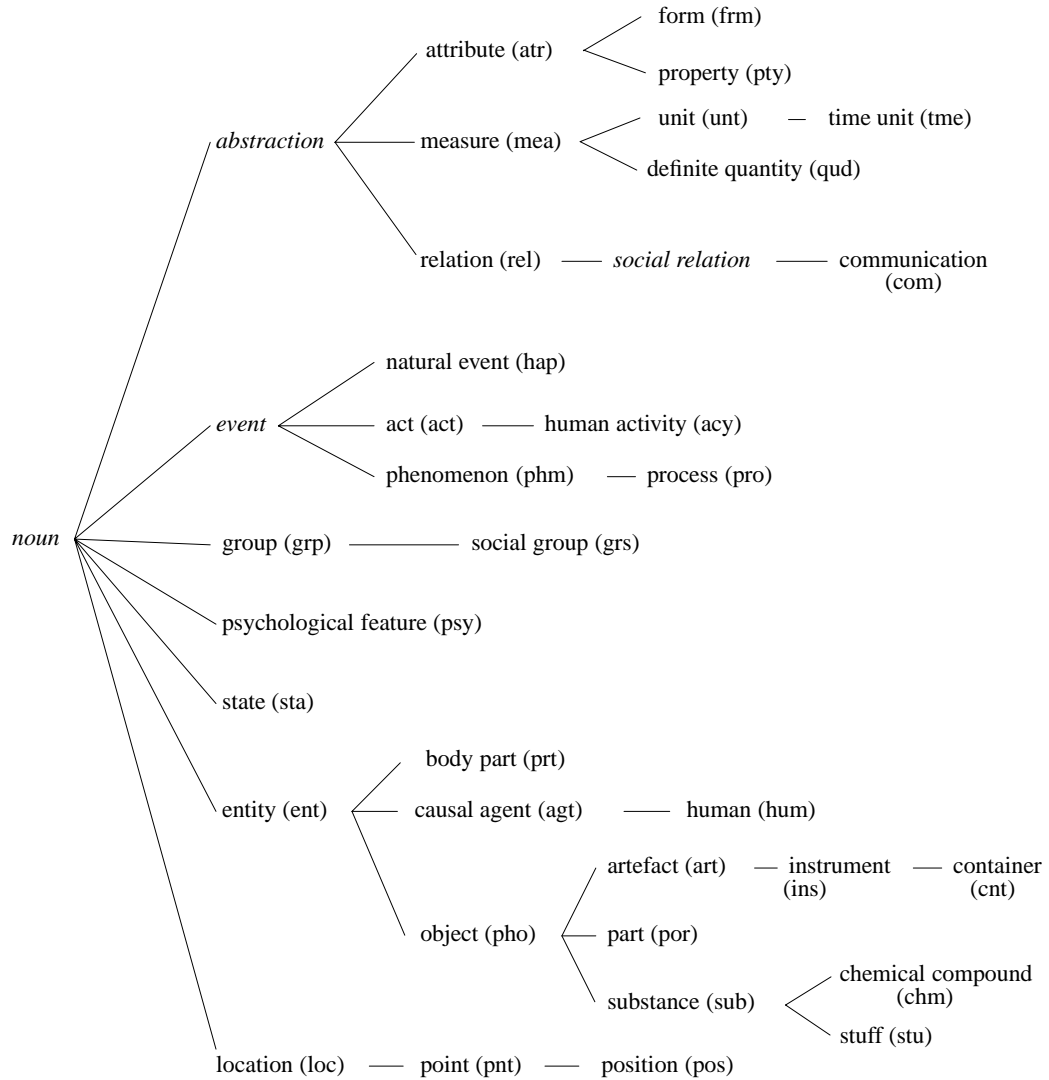 form (frm)
attribute (atr)
property (pty)
unit (unt) time unit (tme)
abstraction measure (mea)
definite quantity (qud)
relation (rel) social relation communication
(com)
natural event (hap)
event act (act) human activity (acy)
phenomenon (phm) process (pro)
noun group (grp) social group (grs)
psychological feature (psy)
state (sta)
body part (prt)
entity (ent) causal agent (agt) human (hum)
artefact (art) instrument container
(ins) (cnt)
object (pho) part (por)
chemical compound
substance (sub) (chm)
stuff (stu)
location (loc) point (pnt) position (pos)